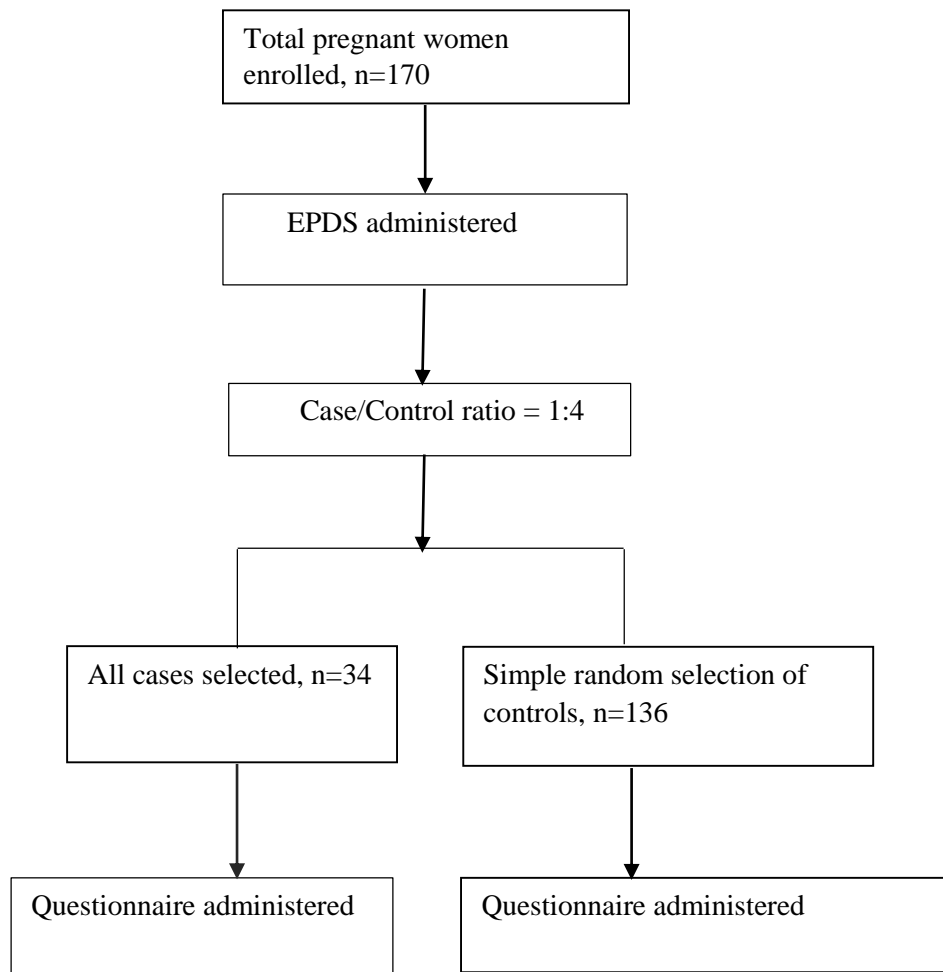 Total pregnant women
enrolled, n=170
EPDS administered
Case/Control ratio = 1:4
All cases selected, n=34
Simple random selection of
controls, n=136
Questionnaire administered
Questionnaire administered